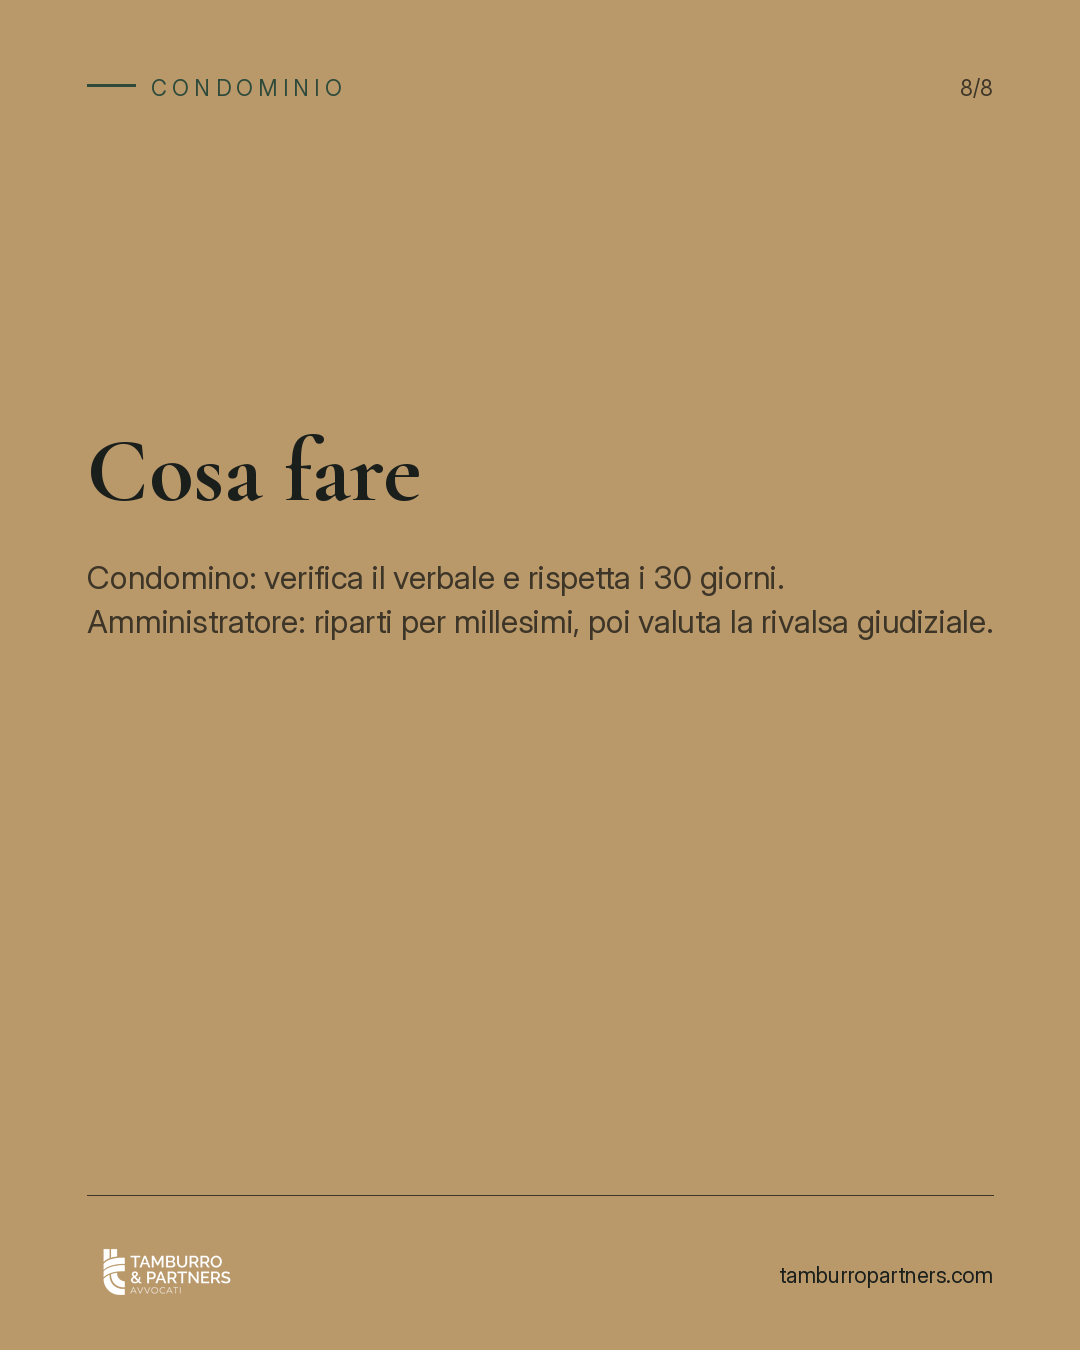 CONDOMINIO
8/8
Cosa fare
Condomino: verifica il verbale e rispetta i 30 giorni.
Amministratore: riparti per millesimi, poi valuta la rivalsa giudiziale.
TAMBURRO
& PARTNERS
AVVOCATI
tamburropartners.com